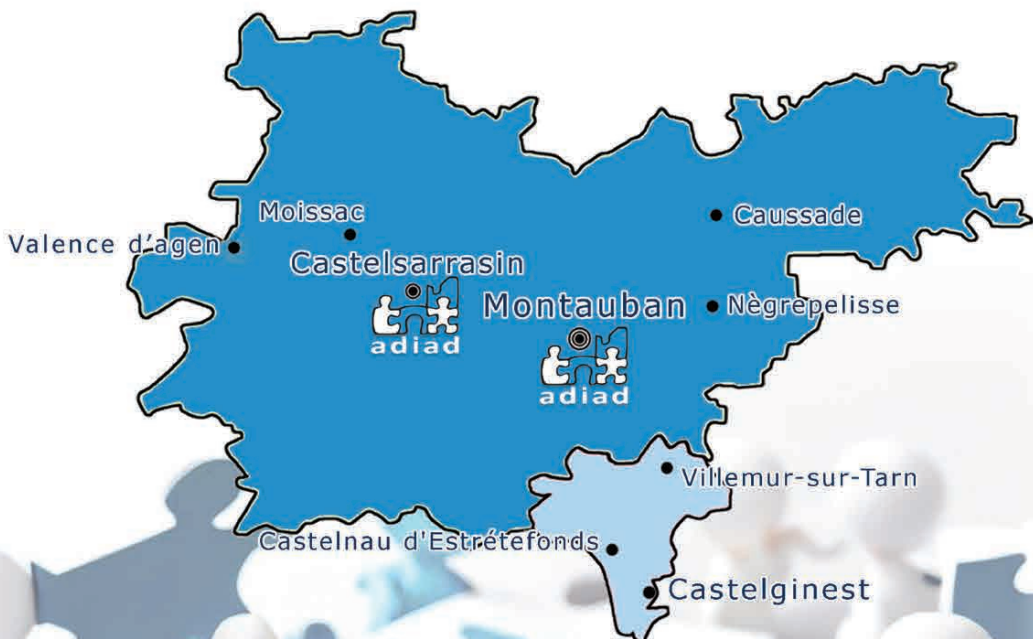 Moissac
Caussade
Valence d'agen
Castelsarrasin
adiad
Montauban
Nègrepelisse
adiad
Villemur-sur-Tarn
Castelnau d'Estrétefonds
Castelginest